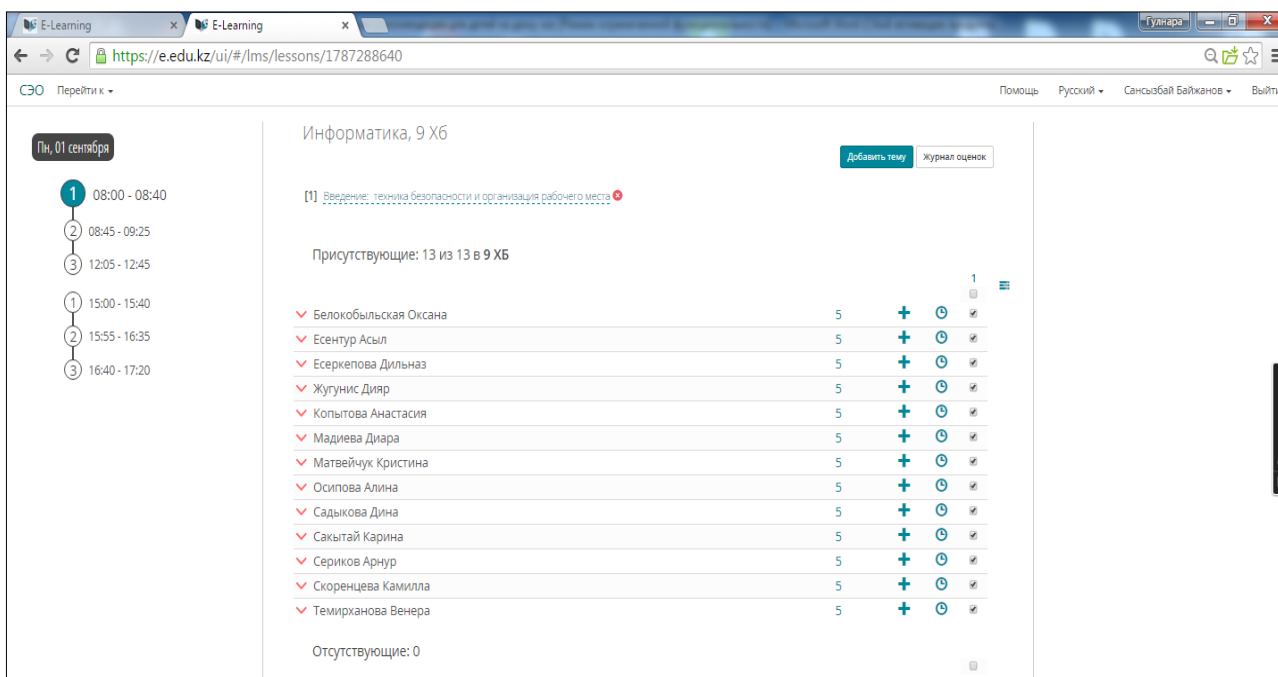 E-Learning E-Learning Гулнара
https://e.edu.kz/ui/#/lms/lessons/1787288640
СЭО Перейти к Помощь Русский Сансызбай Байжанов Выйти
Пн, 01 сентября
1 08:00 - 08:40
2 08:45 - 09:25
3 12:05 - 12:45
1 15:00 - 15:40
2 15:55 - 16:35
3 16:40 - 17:20
Информатика, 9 Хб
Добавить тему Журнал оценок
[1] Введение: техника безопасности и организация рабочего места
Присутствующие: 13 из 13 в 9 ХБ
1
Белокобыльская Оксана 5
Есентур Асыл 5
Есеркепова Дильназ 5
Жугунис Дияр 5
Копытова Анастасия 5
Мадиева Диара 5
Матвейчук Кристина 5
Осипова Алина 5
Садыкова Дина 5
Сакытай Карина 5
Сериков Арнур 5
Скоренцева Камилла 5
Темирханова Венера 5
Отсутствующие: 0